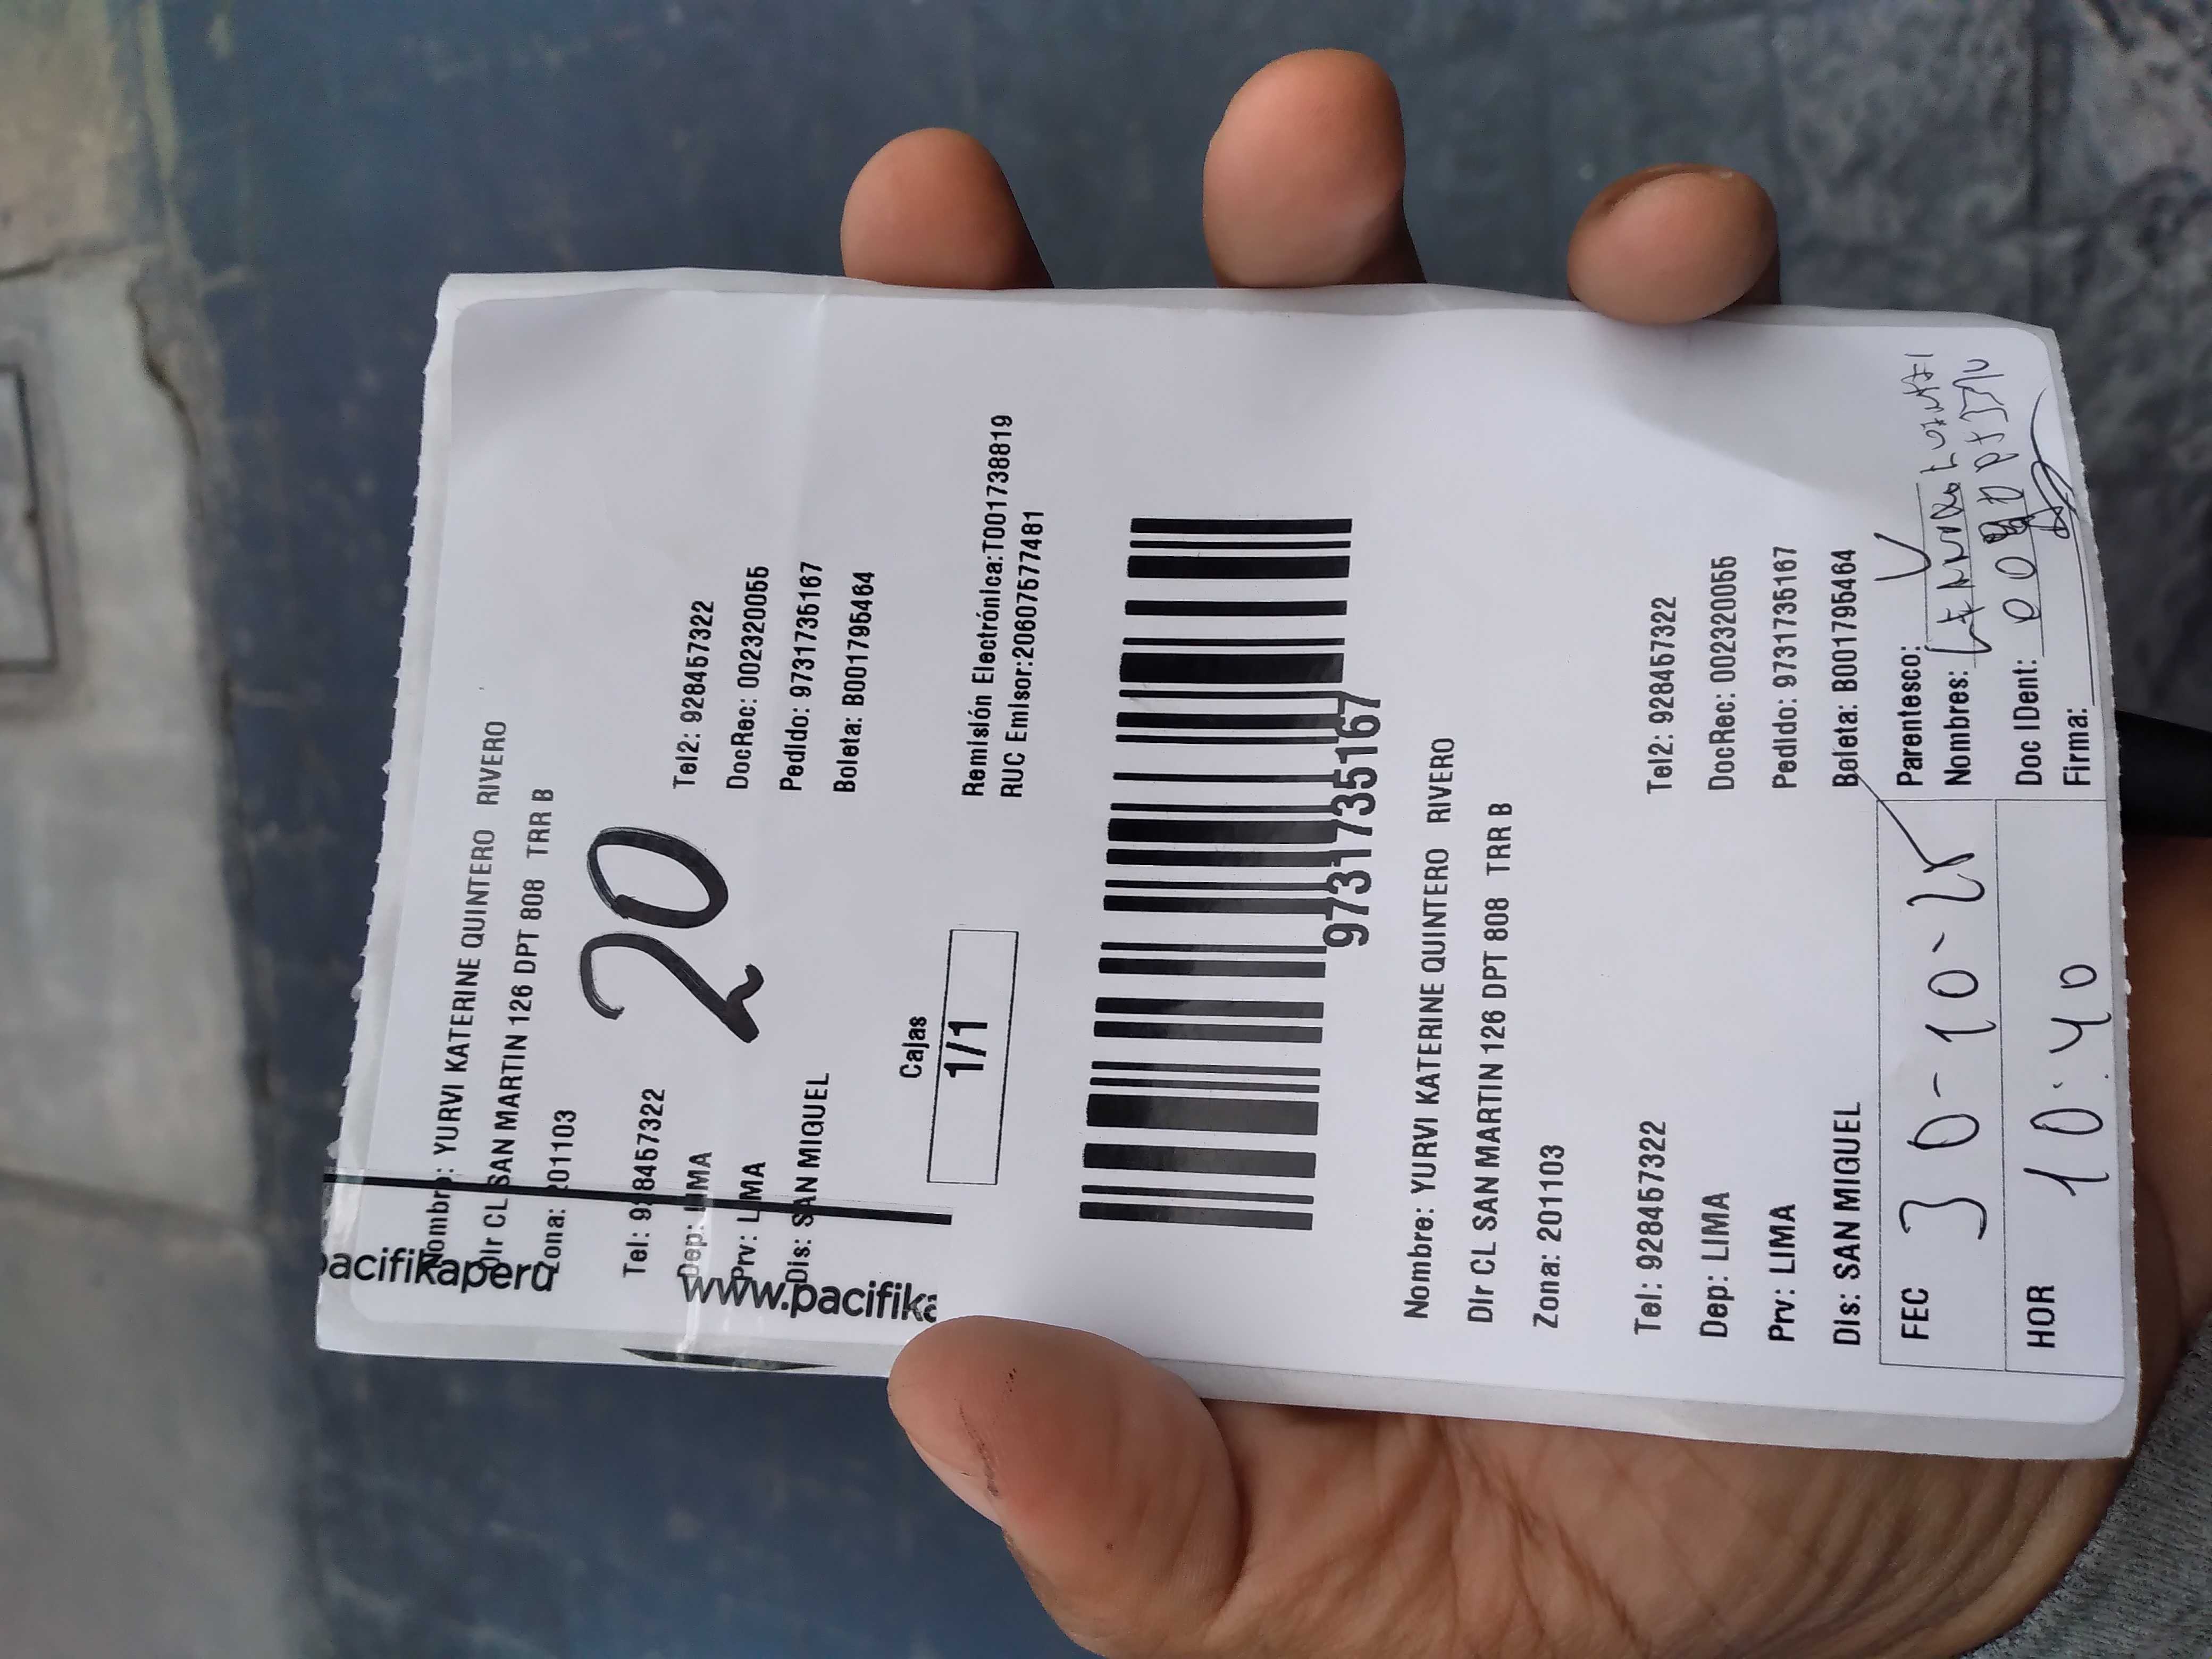 pacifikaperu
www.pacifika
Nombre: YURVI KATERINE QUINTERO RIVERO
DIr CL SAN MARTIN 126 DPT 808 TRR B
Zona: 201103
20
Tel: 928457322 Tel2: 928457322
Dep: LIMA DocRec: 002320055
Prv: LIMA PedIdo: 9731735167
DIs: SAN MIGUEL Boleta: B001795464
Cajas
1/1
RemIsIón ElectrónIca:T001738819
RUC EmIsor:20607577481
9731735167
Nombre: YURVI KATERINE QUINTERO RIVERO
DIr CL SAN MARTIN 126 DPT 808 TRR B
Zona: 201103
Tel: 928457322 Tel2: 928457322
Dep: LIMA DocRec: 002320055
Prv: LIMA PedIdo: 9731735167
DIs: SAN MIGUEL Boleta: B001795464
FEC 30-10-25 Parentesco:
Nombres:
HOR 10:40 Doc IDent:
FIrma: